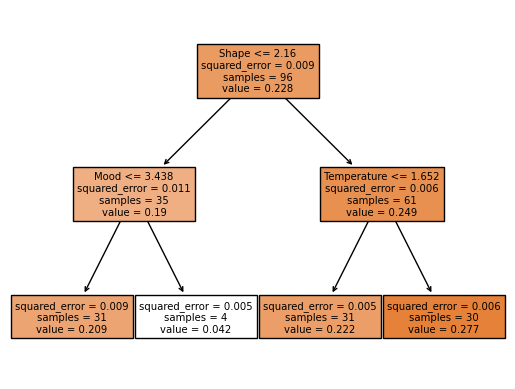 Shape <= 2.16
squared_error = 0.009
samples = 96
value = 0.228
Mood <= 3.438
squared_error = 0.011
samples = 35
value = 0.19
Temperature <= 1.652
squared_error = 0.006
samples = 61
value = 0.249
squared_error = 0.009
samples = 31
value = 0.209
squared_error = 0.005
samples = 4
value = 0.042
squared_error = 0.005
samples = 31
value = 0.222
squared_error = 0.006
samples = 30
value = 0.277